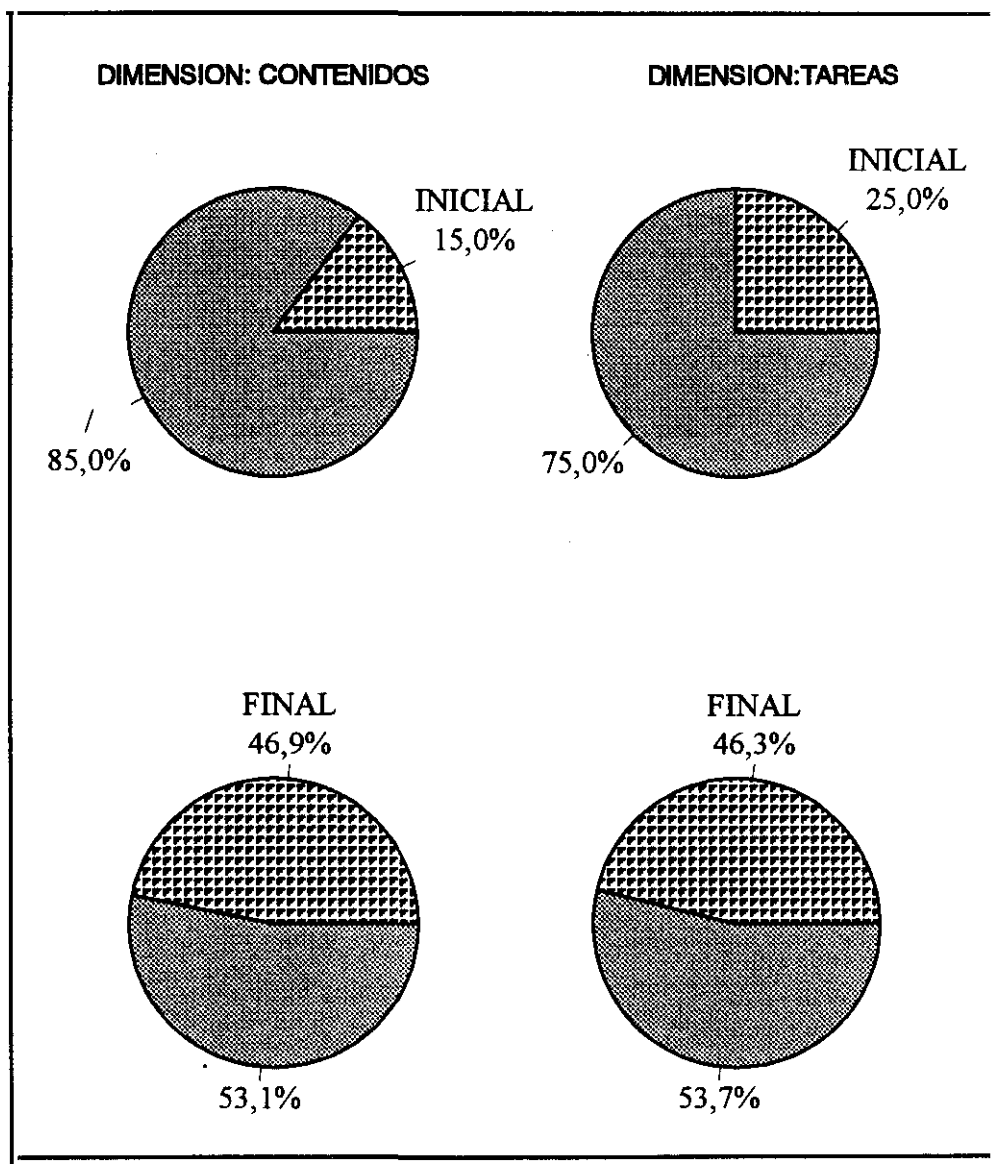 DIMENSION: CONTENIDOS
DIMENSION:TAREAS
INICIAL
15,0%
85,0%
INICIAL
25,0%
75,0%
FINAL
46,9%
53,1%
FINAL
46,3%
53,7%